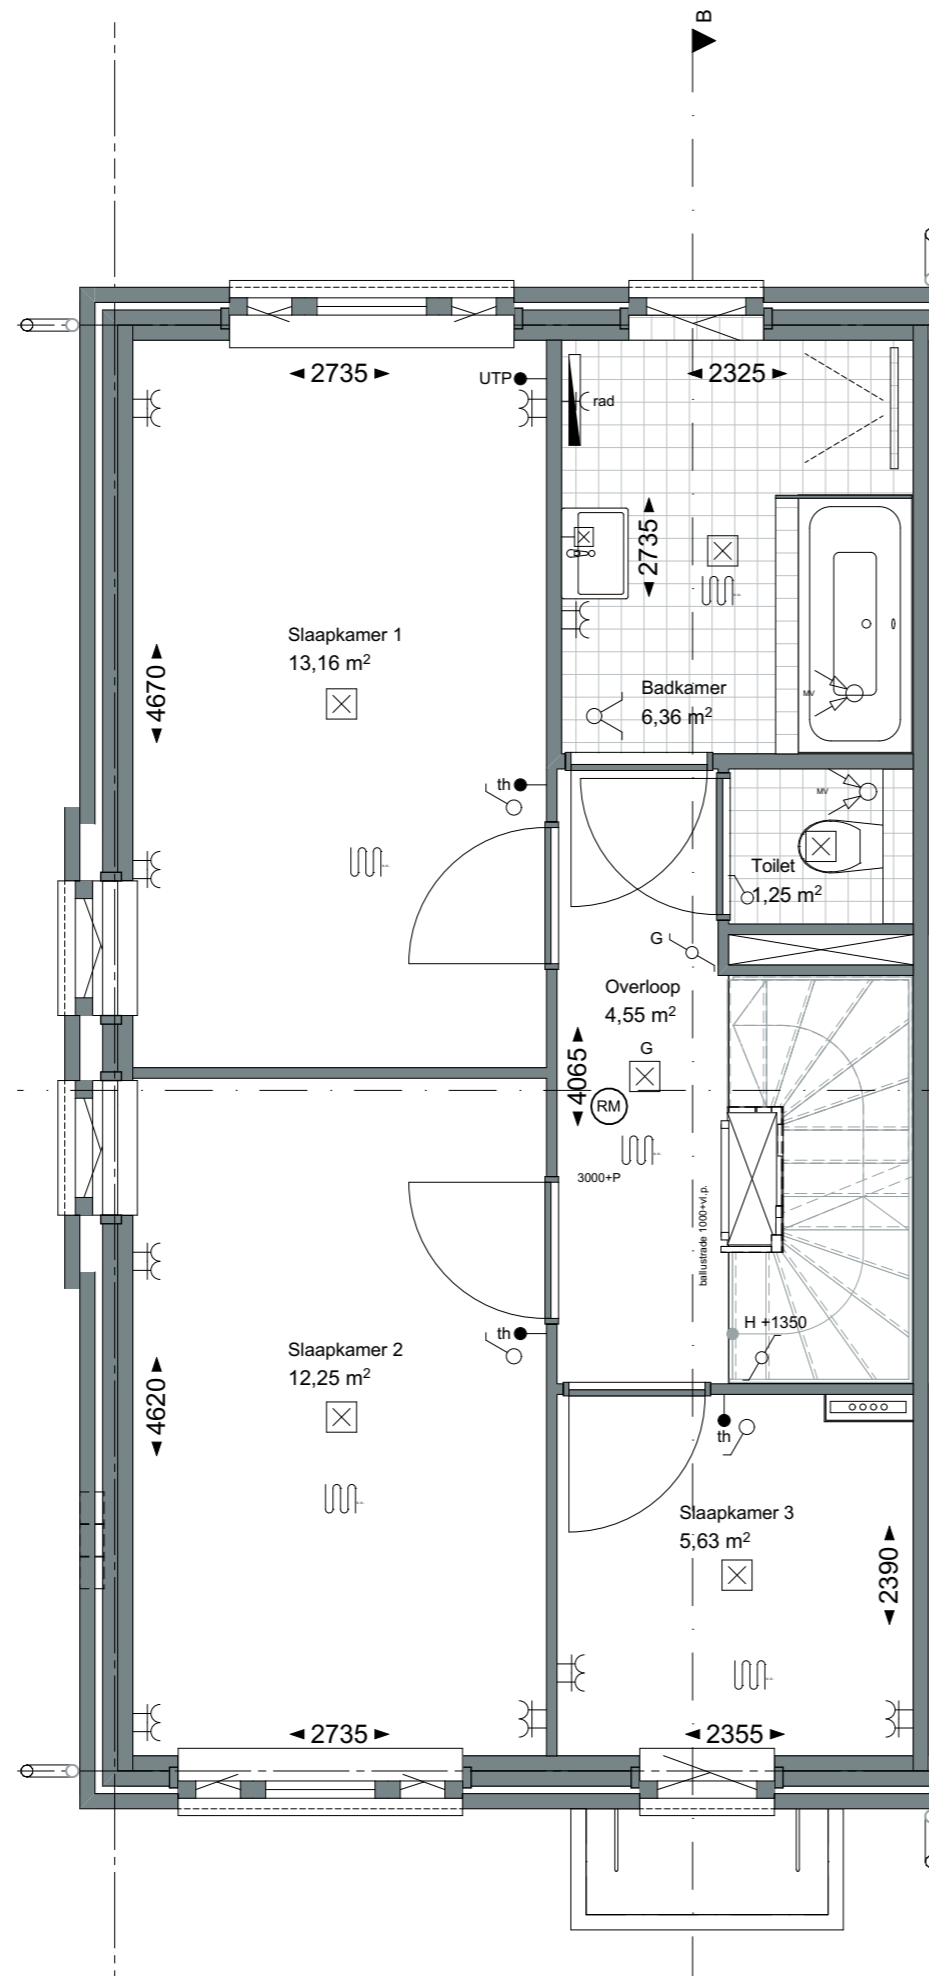 B
2735
UTP
2325
rad
2735
Slaapkamer 1
13,16 m²
4670
Badkamer
6,36 m²
MV
th
MV
Toilet
1,25 m²
G
Overloop
4,55 m²
G
4065
RM
3000+P
ballustrade 1000+vl.p.
H +1350
th
Slaapkamer 2
12,25 m²
4620
th
Slaapkamer 3
5,63 m²
2390
2735
2355